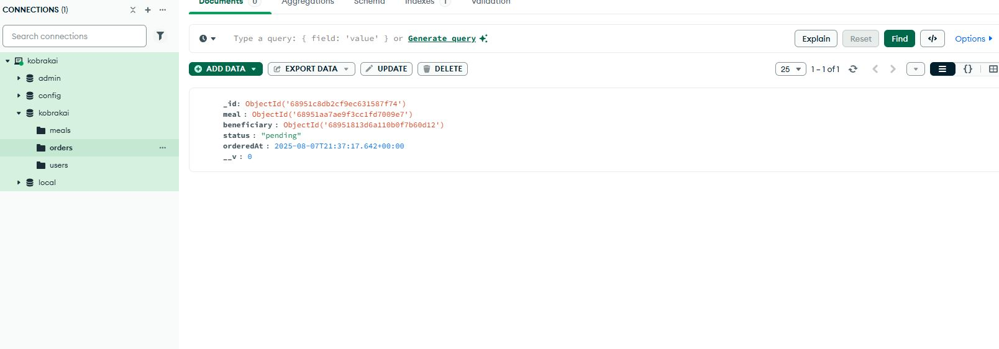 CONNECTIONS (1)
Search connections
kobrakai
admin
config
kobrakai
meals
orders
users
local
Documents 0 Aggregations Schema Indexes 1 Validation
Type a query: { field: 'value' } or Generate query
Explain Reset Find </> Options
ADD DATA EXPORT DATA UPDATE DELETE
25 1 – 1 of 1 {}
_id: ObjectId('68951c8db2cf9ec631587f74')
meal : ObjectId('68951aa7ae9f3cc1fd7009e7')
beneficiary : ObjectId('68951813d6a110b0f7b60d12')
status : "pending"
orderedAt : 2025-08-07T21:37:17.642+00:00
__v : 0